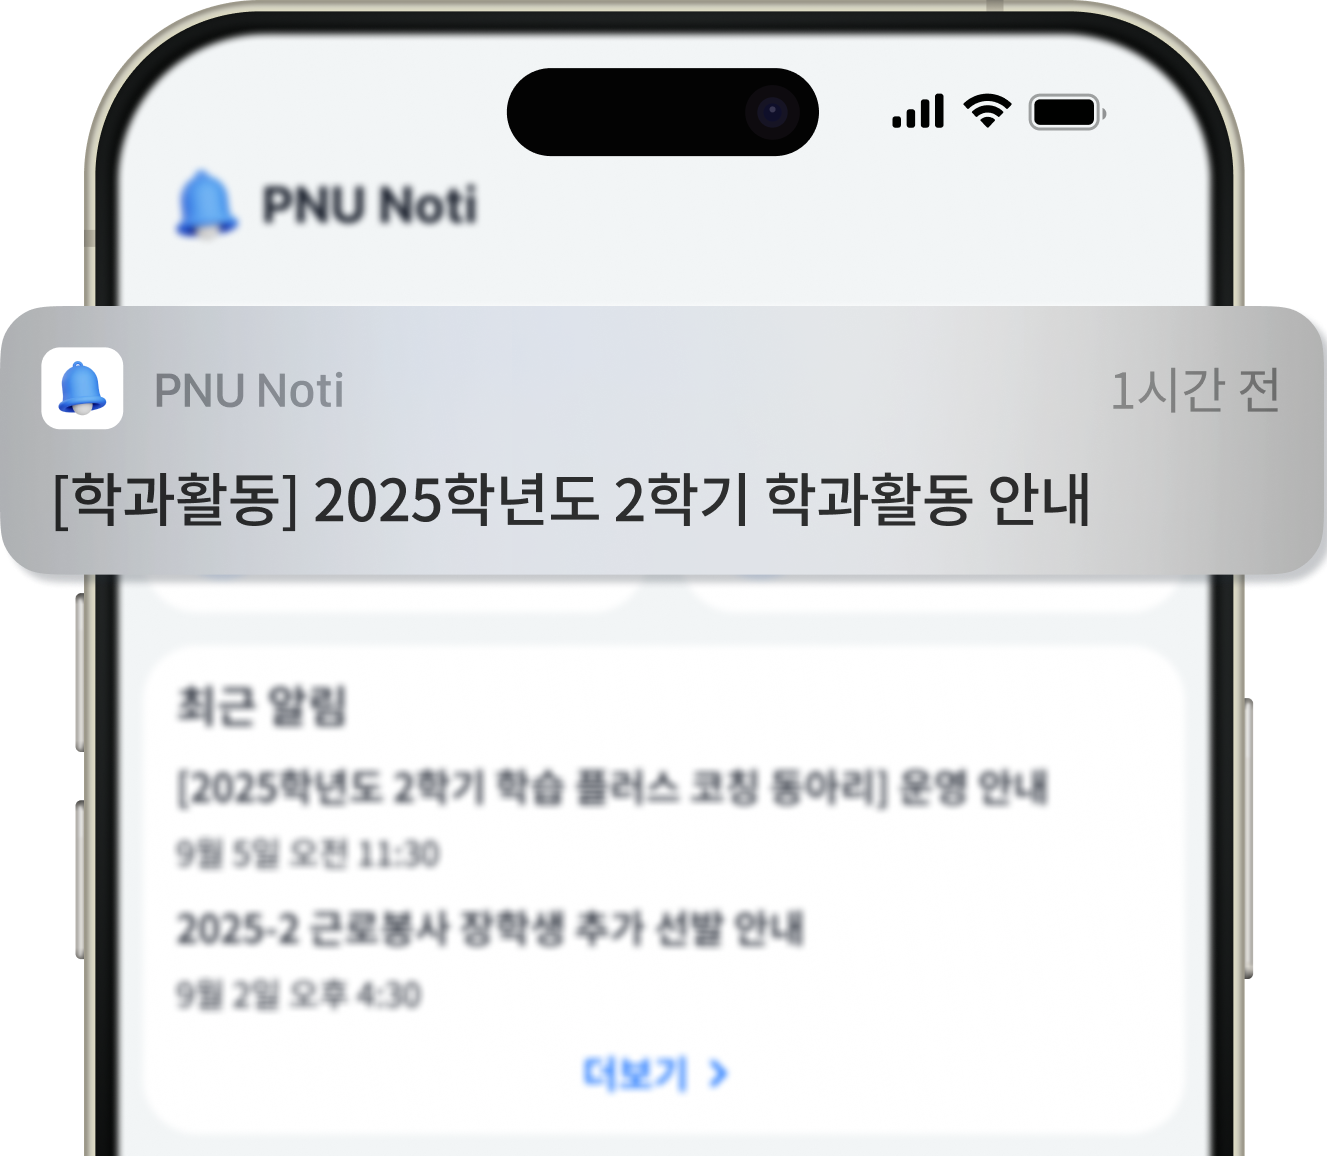 PNU Noti
PNU Noti
1시간 전
[학과활동] 2025학년도 2학기 학과활동 안내
최근 알림
[2025학년도 2학기 학습 플러스 코칭 동아리] 운영 안내
9월 5일 오전 11:30
2025-2 근로봉사 장학생 추가 선발 안내
9월 2일 오후 4:30
더보기